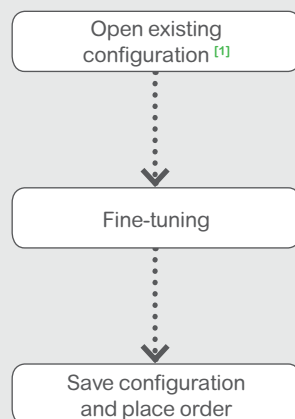 Open existing
configuration [1]
Fine-tuning
Save configuration
and place order